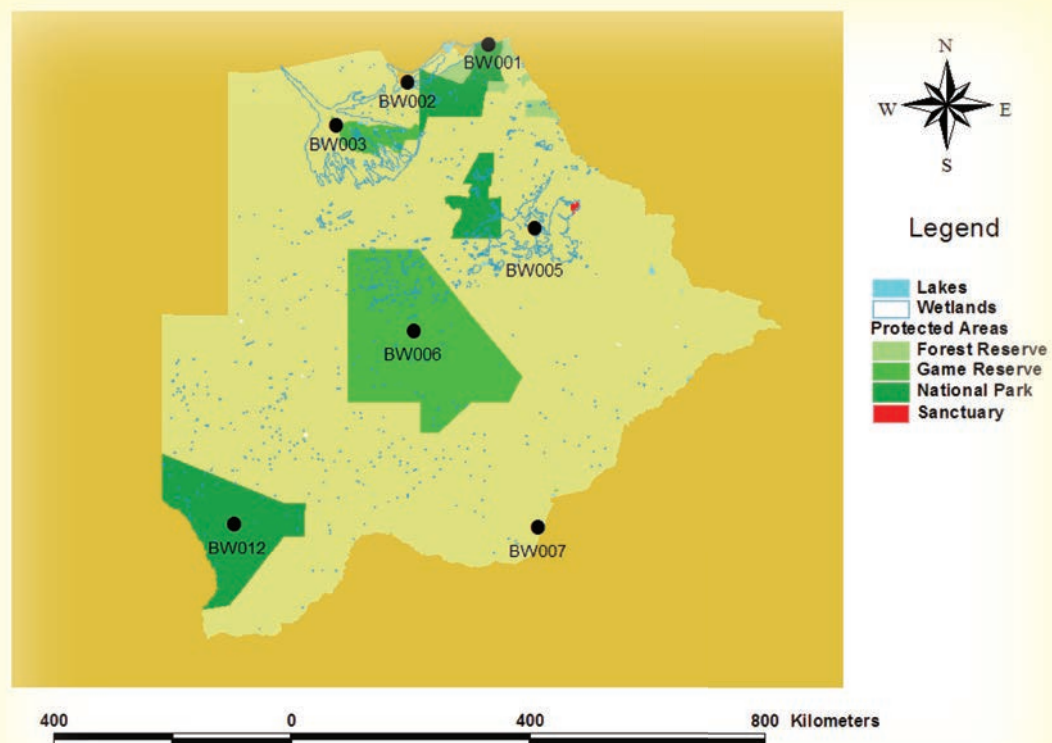 BW001
BW002
BW003
BW005
BW006
BW012
BW007
N
W E
S
Legend
Lakes
Wetlands
Protected Areas
Forest Reserve
Game Reserve
National Park
Sanctuary
400 0 400 800 Kilometers